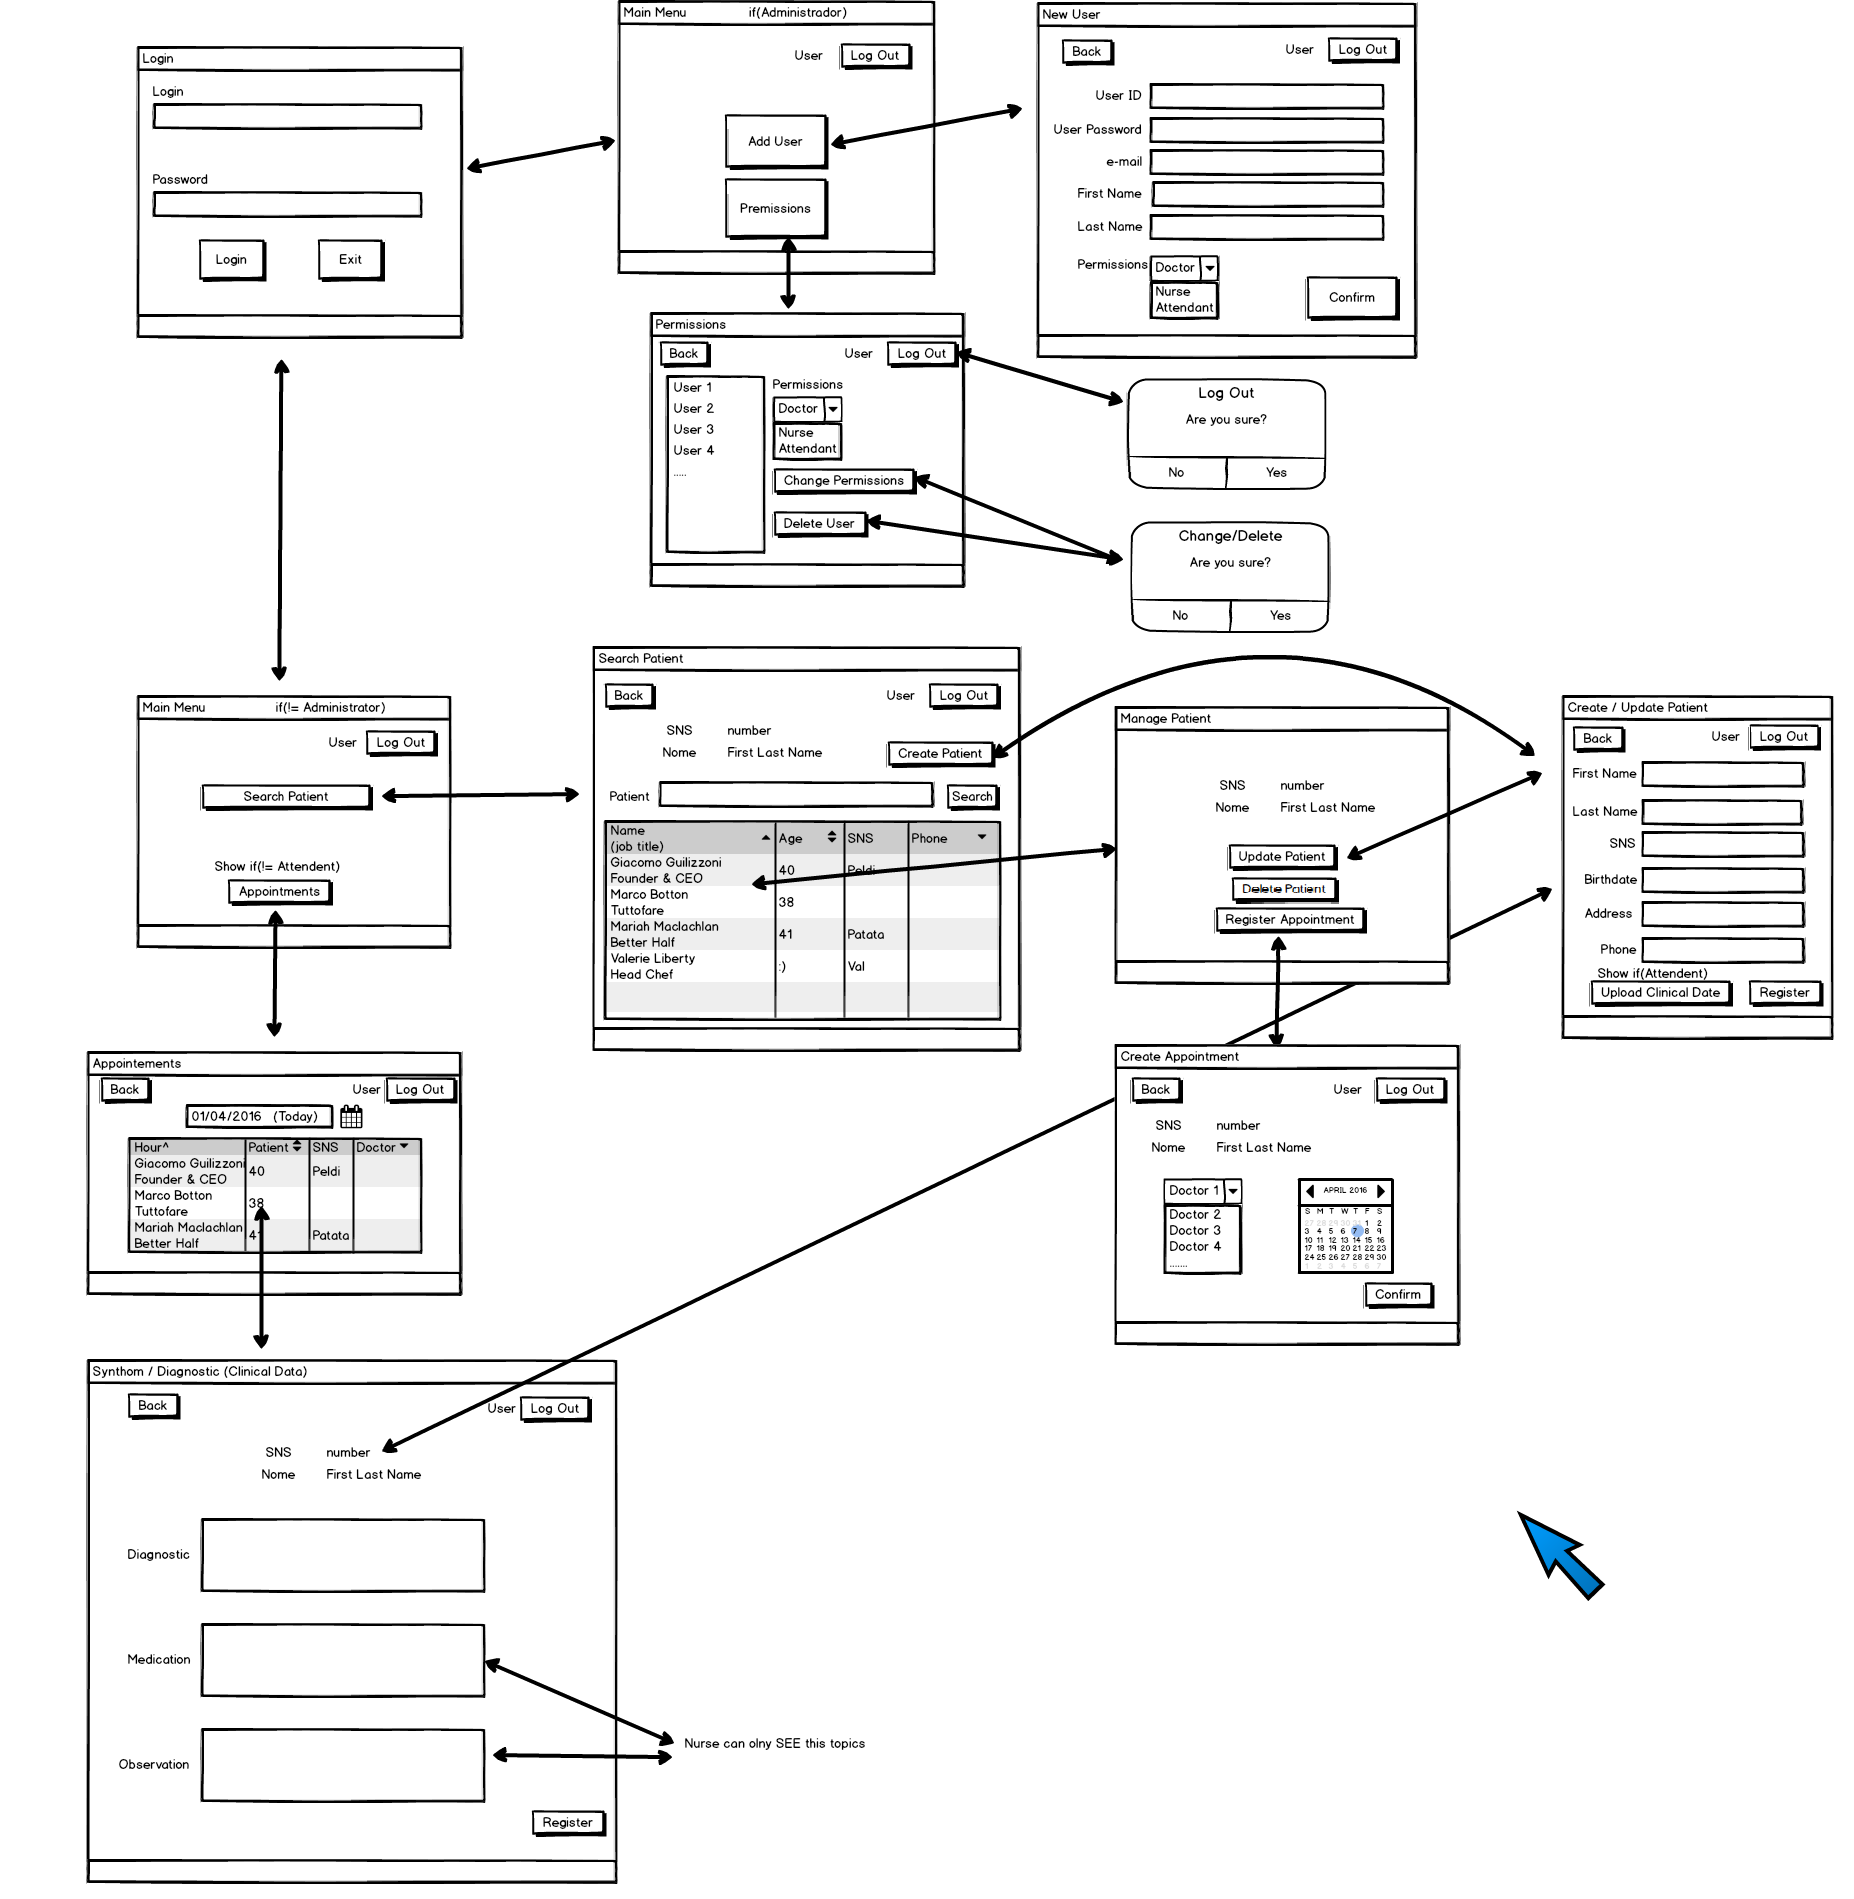 Login
Login
Password
Login Exit
Main Menu if(Administrador)
User Log Out
Add User
Premissions
New User
Back User Log Out
User ID
User Password
e-mail
First Name
Last Name
Permissions Doctor
Nurse
Attendant
Confirm
Permissions
Back User Log Out
User 1
User 2
User 3
User 4
.....
Permissions
Doctor
Nurse
Attendant
Change Permissions
Delete User
Log Out
Are you sure?
No Yes
Change/Delete
Are you sure?
No Yes
Main Menu if(!= Administrator)
User Log Out
Search Patient
Show if(!= Attendent)
Appointments
Search Patient
Back User Log Out
SNS number
Nome First Last Name
Create Patient
Patient Search
Name
(job title) Age SNS Phone
Giacomo Guilizzoni
Founder & CEO 40 Peldi
Marco Botton
Tuttofare 38
Mariah Maclachlan
Better Half 41 Patata
Valerie Liberty
Head Chef :) Val
Manage Patient
SNS number
Nome First Last Name
Update Patient
Delete Patient
Register Appointment
Create / Update Patient
Back User Log Out
First Name
Last Name
SNS
Birthdate
Address
Phone
Show if(Attendent)
Upload Clinical Date Register
Appointements
Back User Log Out
01/04/2016 (Today)
Hour^ Patient SNS Doctor
Giacomo Guilizzoni
Founder & CEO 40 Peldi
Marco Botton
Tuttofare 38
Mariah Maclachlan
Better Half 41 Patata
Create Appointment
Back User Log Out
SNS number
Nome First Last Name
Doctor 1
Doctor 2
Doctor 3
Doctor 4
.......
APRIL 2016
S M T W T F S
27 28 29 30 31 1 2
3 4 5 6 7 8 9
10 11 12 13 14 15 16
17 18 19 20 21 22 23
24 25 26 27 28 29 30
1 2 3 4 5 6 7
Confirm
Synthom / Diagnostic (Clinical Data)
Back User Log Out
SNS number
Nome First Last Name
Diagnostic
Medication
Observation
Nurse can olny SEE this topics
Register